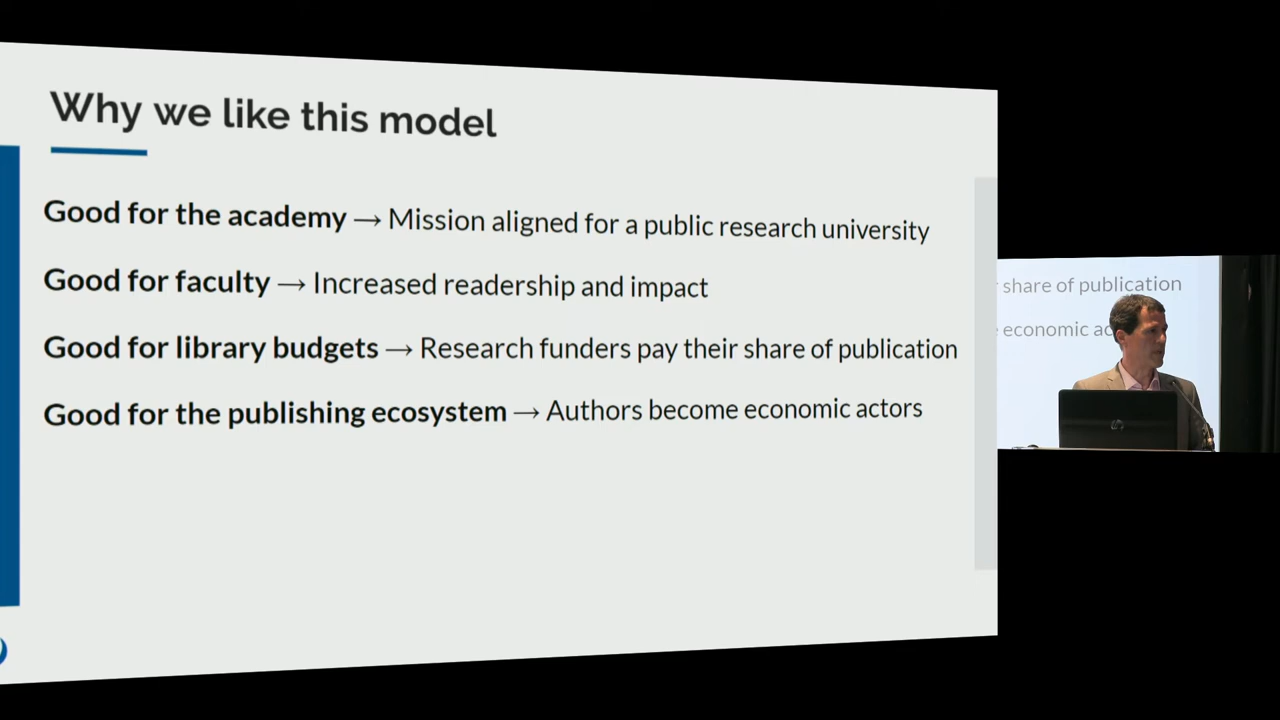 Why we like this model
Good for the academy → Mission aligned for a public research university
Good for faculty → Increased readership and impact
Good for library budgets → Research funders pay their share of publication
Good for the publishing ecosystem → Authors become economic actors
share of publication
economic ac
hp